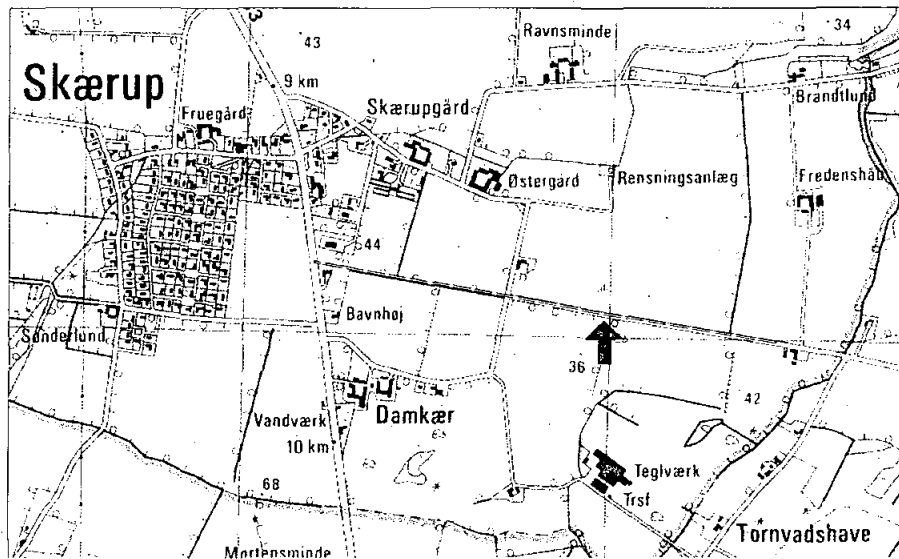 3
43
34
Ravnsminde
9 km
Skærup
Brandtlund
Fruegård
Skærupgård
Østergård
Rensningsanlæg
Fredenshåb
44
Sønderlund
Bavnhøj
36
42
Damkær
Vandværk
10 km
Teglværk
68
Trsf
Tornvadshave
Mortensminde